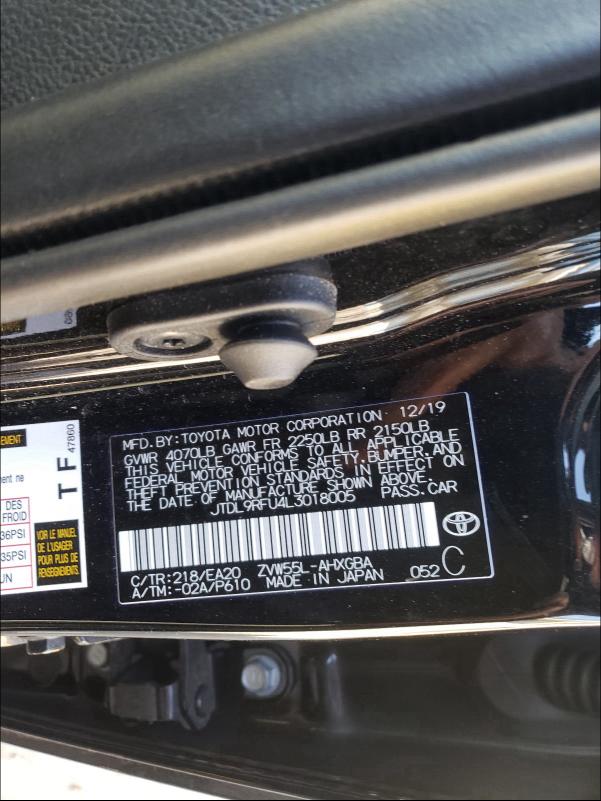 MFD.BY:TOYOTA MOTOR CORPORATION 12/19
GVWR 4070LB GAWR FR 2250LB RR 2150LB
THIS VEHICLE CONFORMS TO ALL APPLICABLE
FEDERAL MOTOR VEHICLE SAFETY,BUMPER,AND
THEFT PREVENTION STANDARDS IN EFFECT
ON THE DATE OF MANUFACTURE SHOWN ABOVE.
JTDL9RFU4L3018005 PASS.CAR
C/TR:218/EA20 ZVW55L-AHXGBA
A/TM:-02A/P610 MADE IN JAPAN 052 C
TF
47860
ment ne
DES
FROID
36PSI
35PSI
UN
VOIR LE MANUEL
DE L'USAGER
POUR PLUS DE
RENSEIGNEMENTS